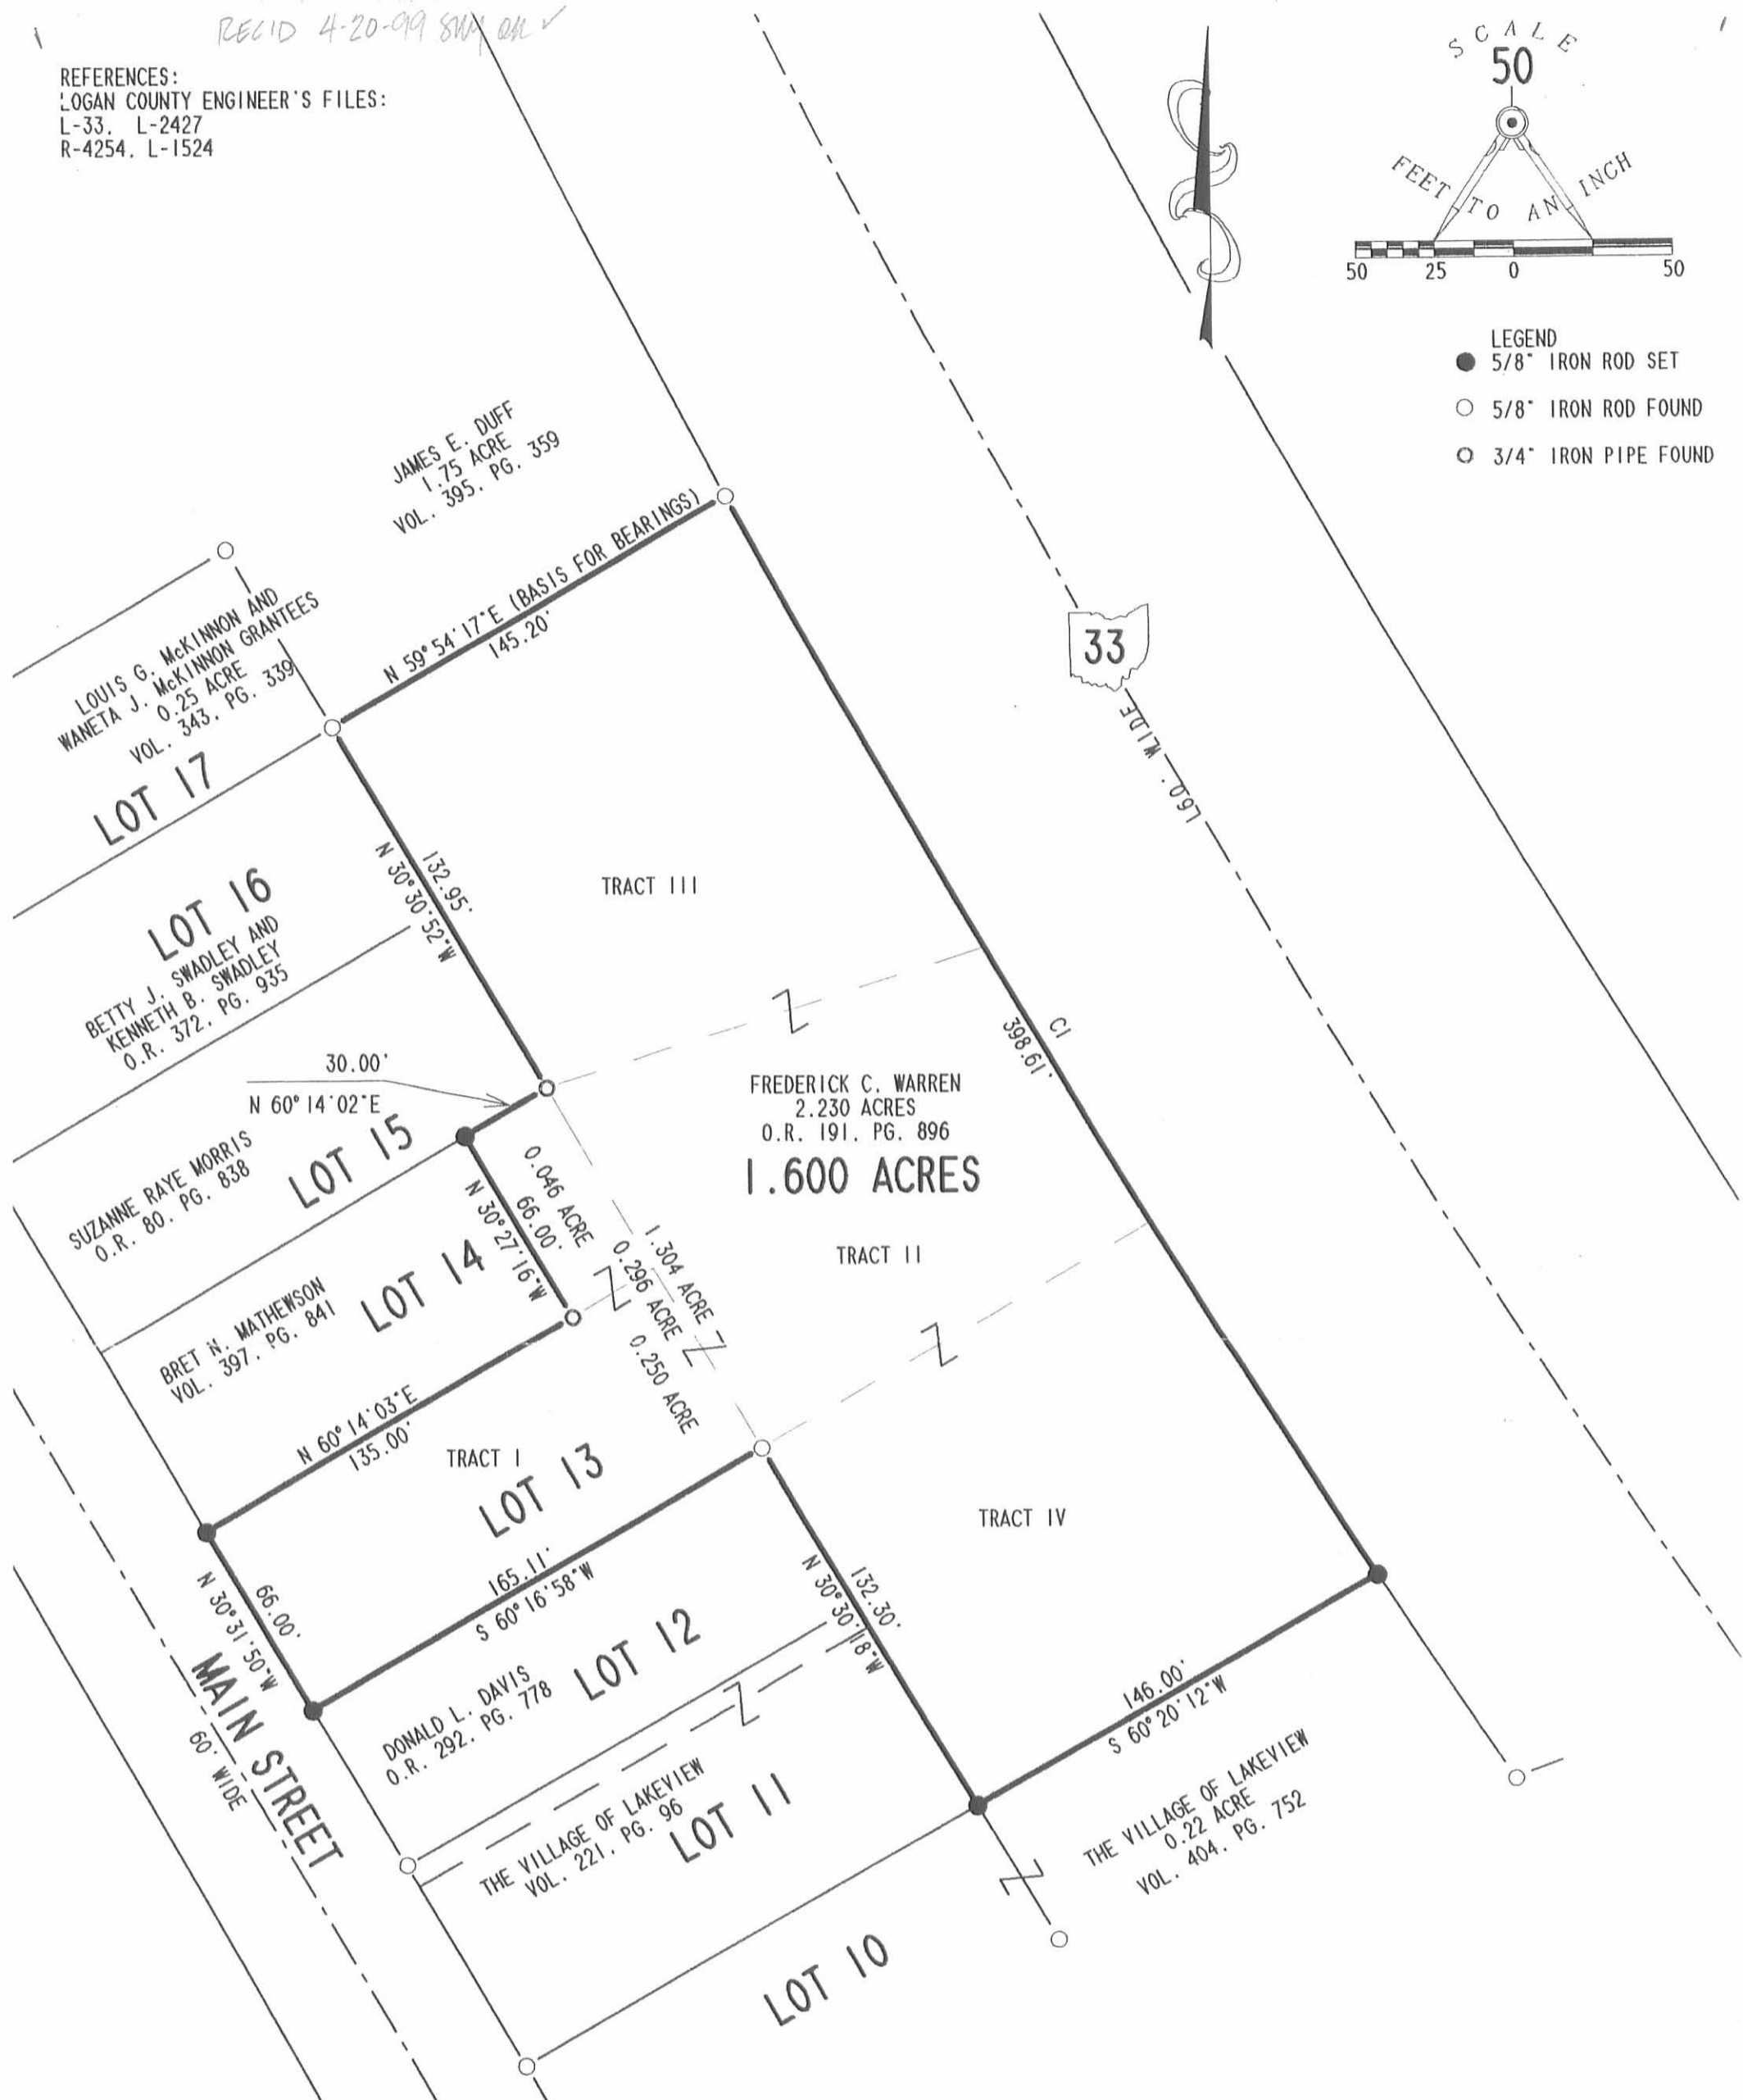 REC'D 4-20-99
REFERENCES:
LOGAN COUNTY ENGINEER'S FILES:
L-33, L-2427
R-4254, L-1524
SCALE
50
FEET TO AN INCH
50 25 0 50
LEGEND
5/8" IRON ROD SET
5/8" IRON ROD FOUND
3/4" IRON PIPE FOUND
JAMES E. DUFF
1.75 ACRE
VOL. 395, PG. 359
N 59°54'17"E (BASIS FOR BEARINGS)
145.20'
LOUIS G. McKINNON AND
WANETA J. McKINNON GRANTEES
0.25 ACRE
VOL. 343, PG. 339
LOT 17
33
160' WIDE
132.95'
N 30°30'52"W
TRACT III
LOT 16
BETTY J. SWADLEY AND
KENNETH B. SWADLEY
O.R. 372, PG. 935
C1
398.61'
30.00'
N 60°14'02"E
FREDERICK C. WARREN
2.230 ACRES
O.R. 191, PG. 896
1.600 ACRES
SUZANNE RAYE MORRIS
O.R. 80, PG. 838
LOT 15
0.046 ACRE
66.00'
N 30°27'16"W
1.304 ACRE
0.296 ACRE
0.250 ACRE
TRACT II
BRET N. MATHEWSON
VOL. 397, PG. 841
LOT 14
N 60°14'03"E
135.00'
TRACT I
LOT 13
165.11'
S 60°16'58"W
TRACT IV
66.00'
N 30°31'50"W
MAIN STREET
60' WIDE
132.30'
N 30°30'18"W
DONALD L. DAVIS
O.R. 292, PG. 778
LOT 12
146.00'
S 60°20'12"W
THE VILLAGE OF LAKEVIEW
VOL. 221, PG. 96
LOT 11
THE VILLAGE OF LAKEVIEW
0.22 ACRE
VOL. 404, PG. 752
LOT 10